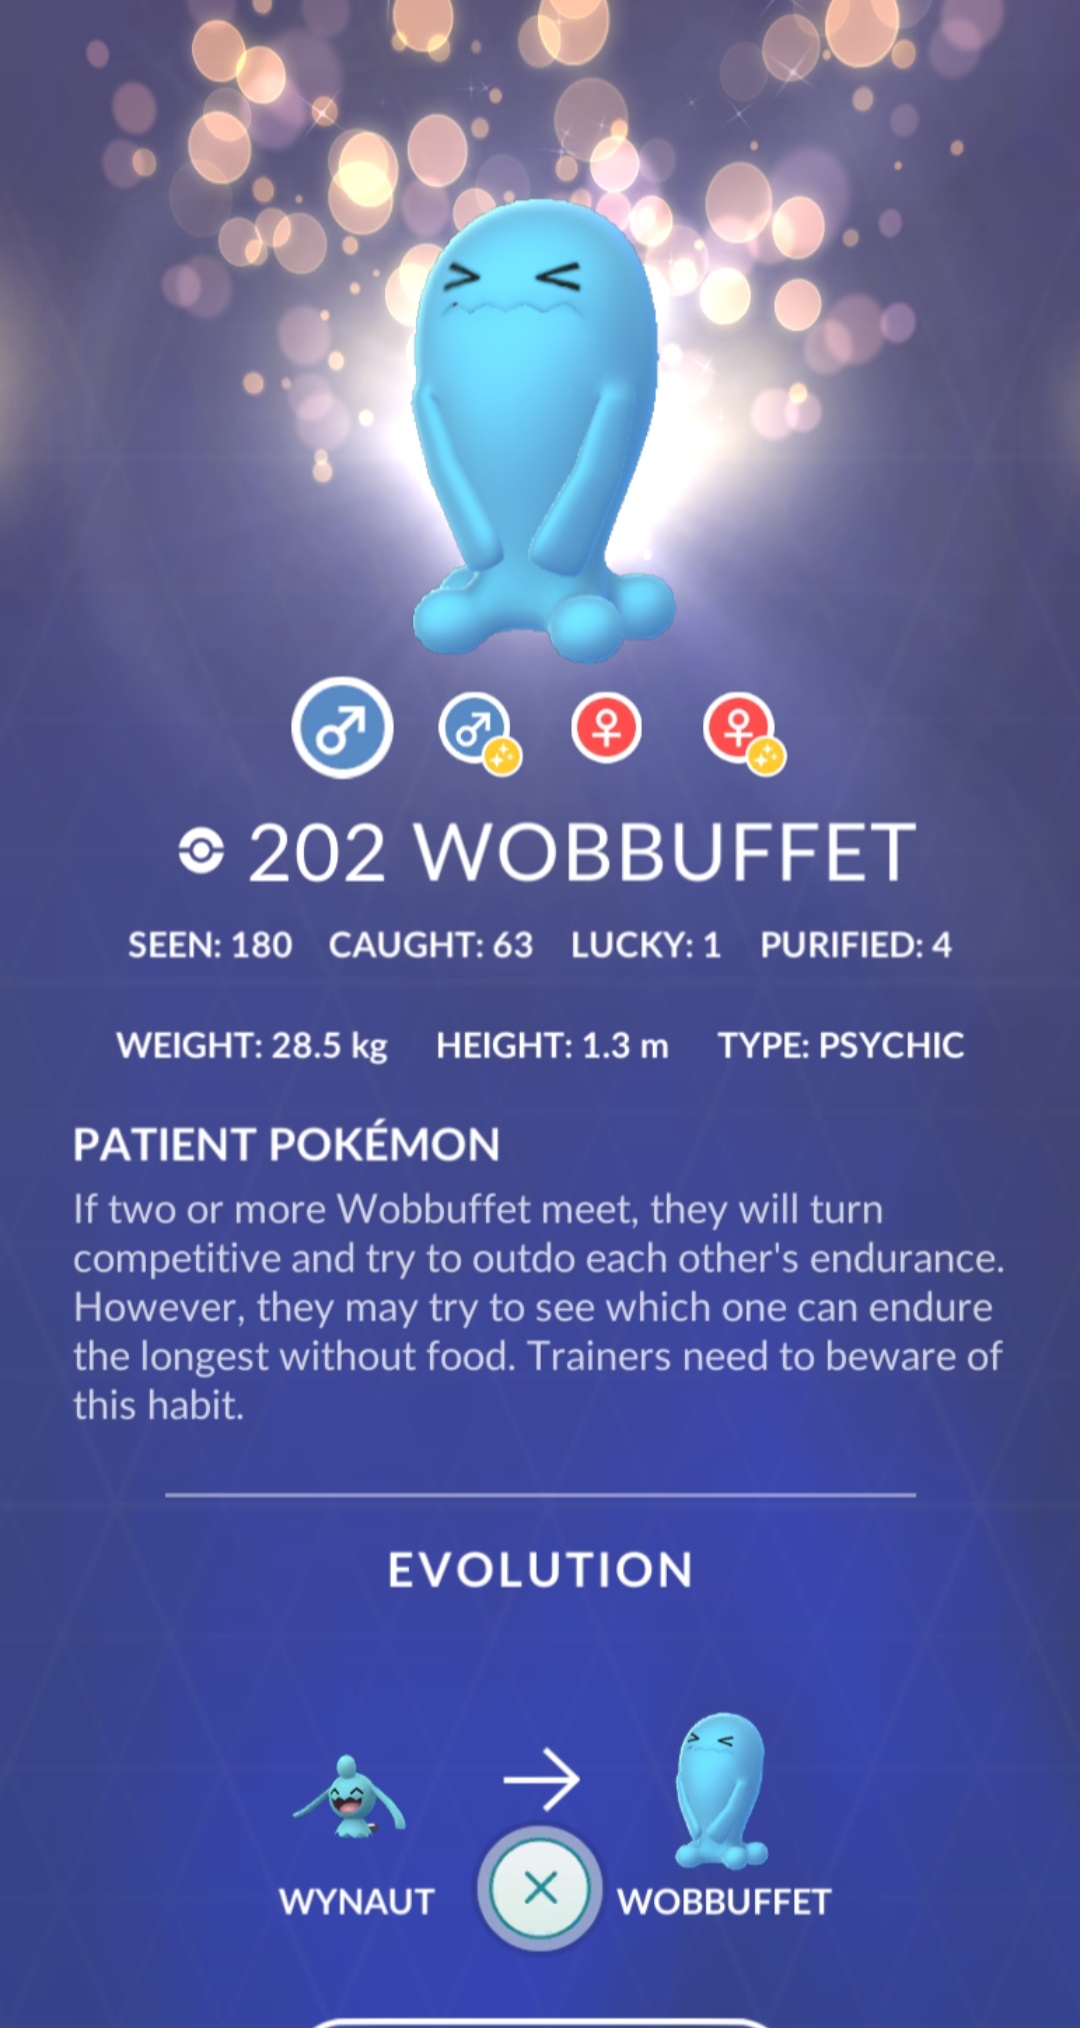 202 WOBBUFFET
SEEN: 180 CAUGHT: 63 LUCKY: 1 PURIFIED: 4
WEIGHT: 28.5 kg HEIGHT: 1.3 m TYPE: PSYCHIC
PATIENT POKÉMON
If two or more Wobbuffet meet, they will turn
competitive and try to outdo each other's endurance.
However, they may try to see which one can endure
the longest without food. Trainers need to beware of
this habit.
EVOLUTION
WYNAUT WOBBUFFET